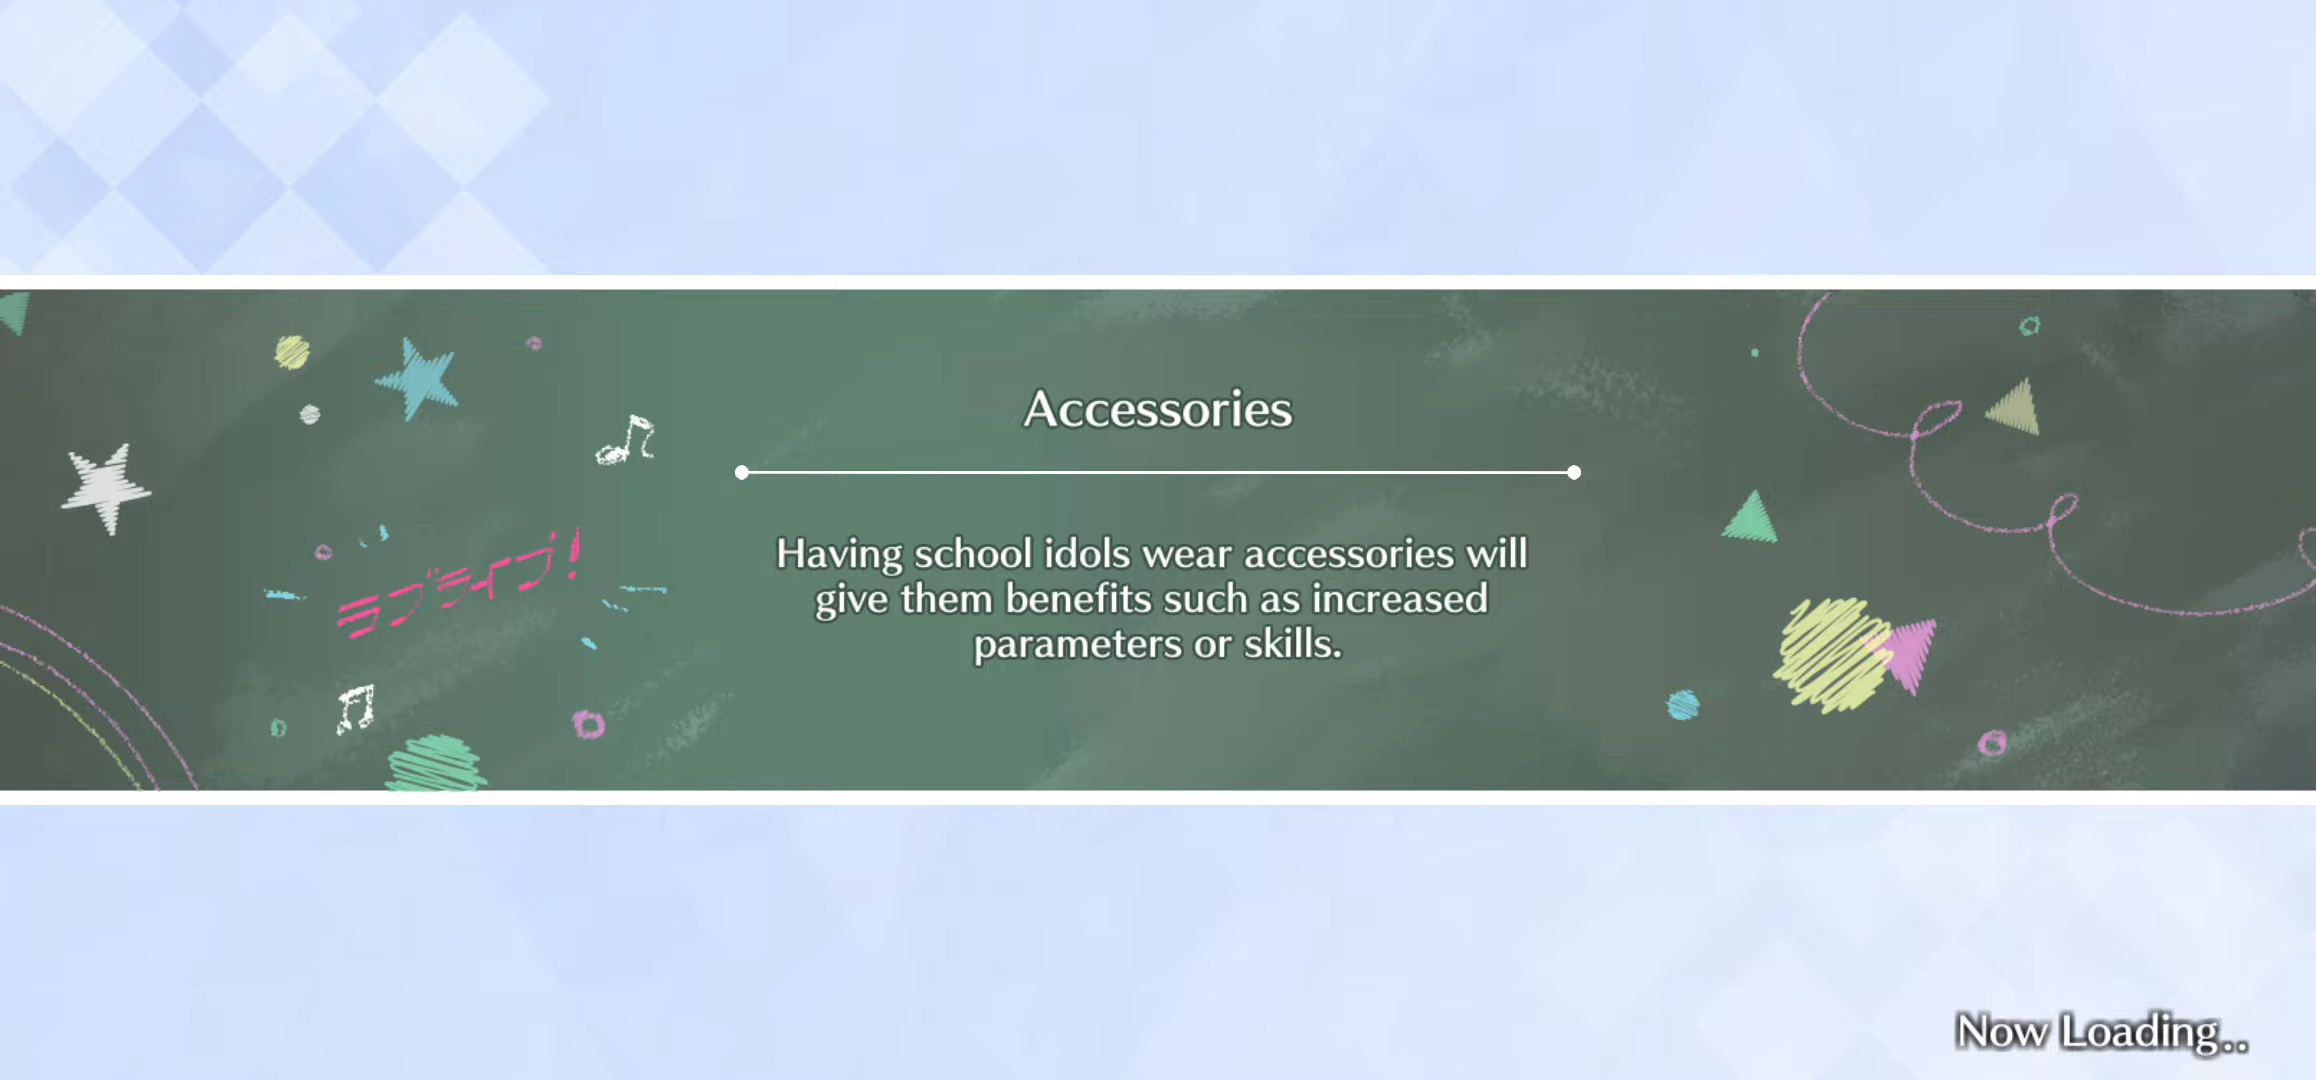 Accessories
ラブライブ!
Having school idols wear accessories will
give them benefits such as increased
parameters or skills.
Now Loading..